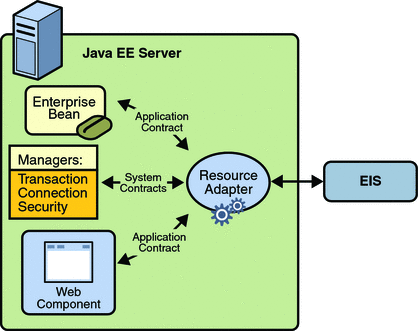 Java EE Server
Enterprise
Bean
Application
Contract
Managers:
Transaction
Connection
Security
System
Contracts
Resource
Adapter
EIS
Application
Contract
Web
Component